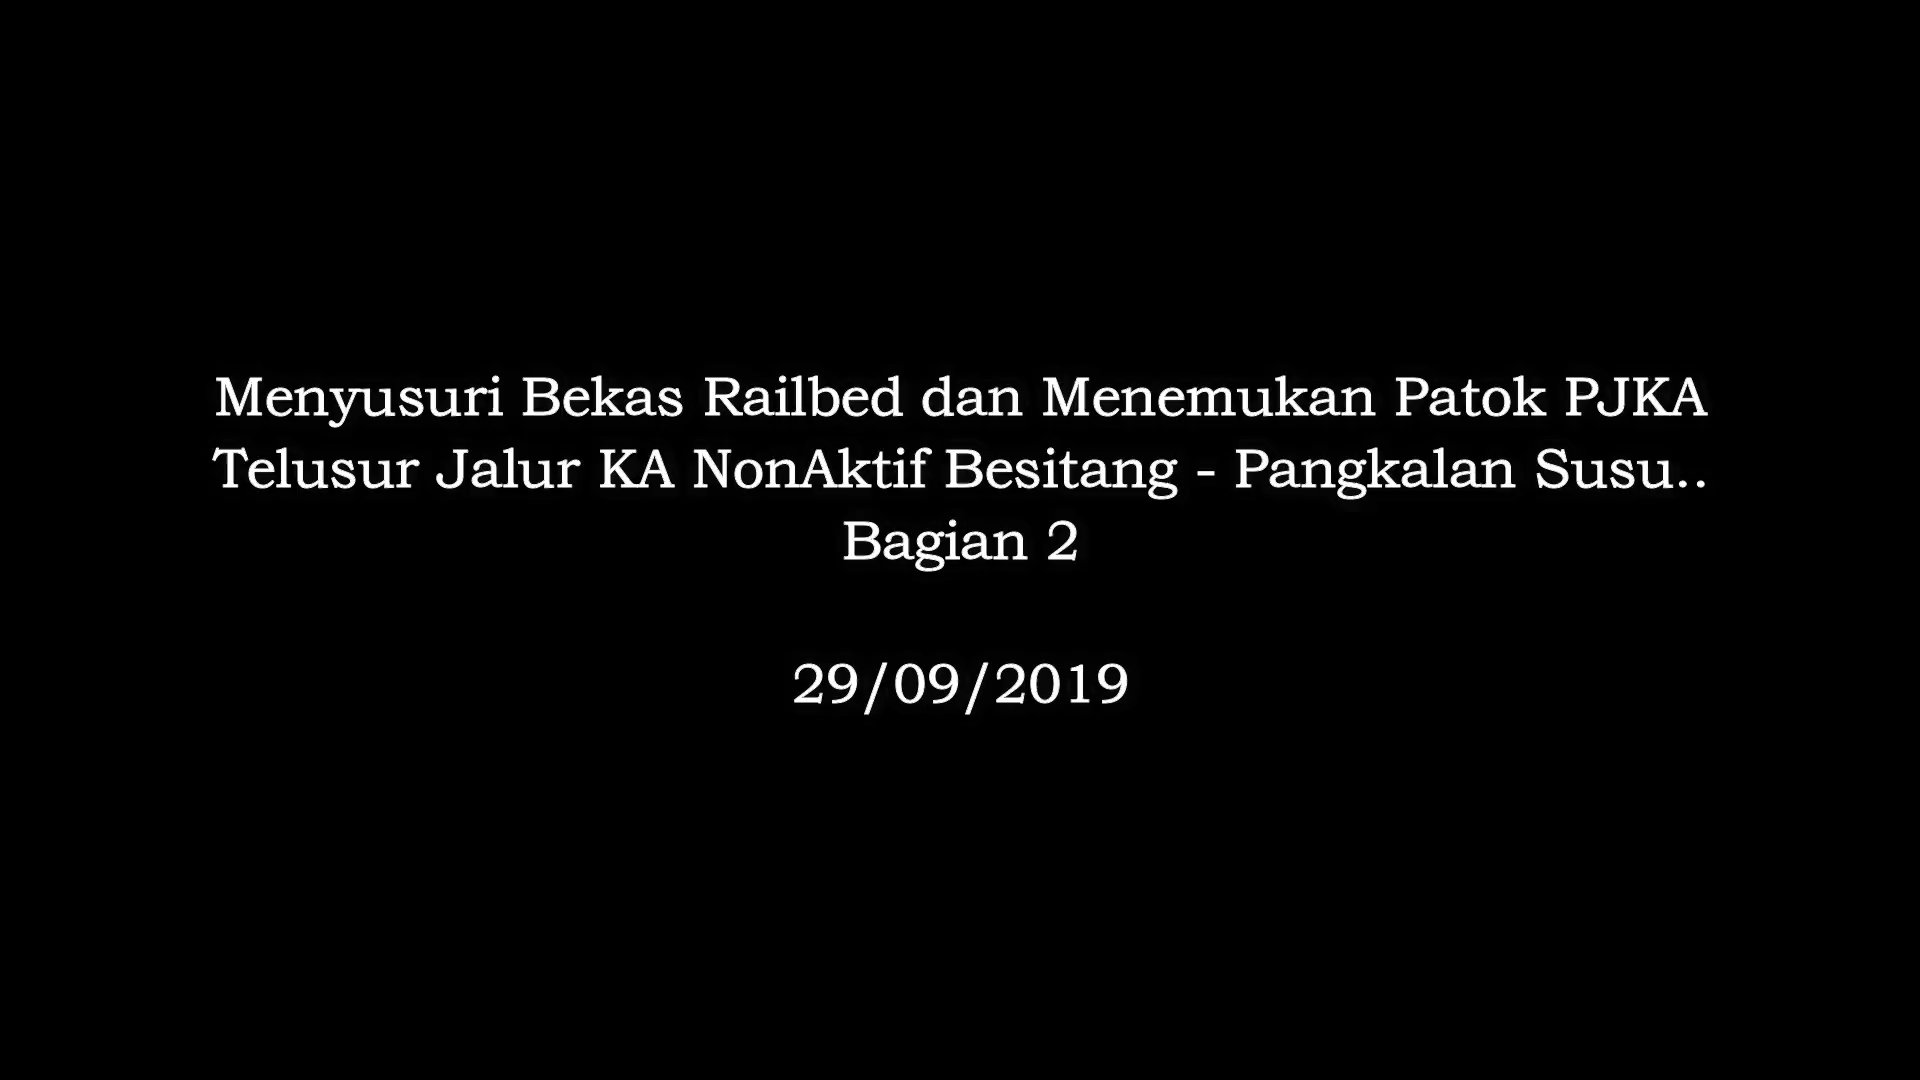 Menyusuri Bekas Railbed dan Menemukan Patok PJKA
Telusur Jalur KA NonAktif Besitang - Pangkalan Susu..
Bagian 2
29/09/2019